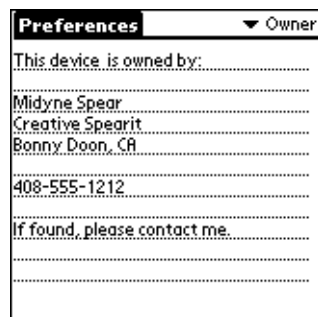 Preferences
Owner
This device is owned by:
Midyne Spear
Creative Spearit
Bonny Doon, CA
408-555-1212
If found, please contact me.